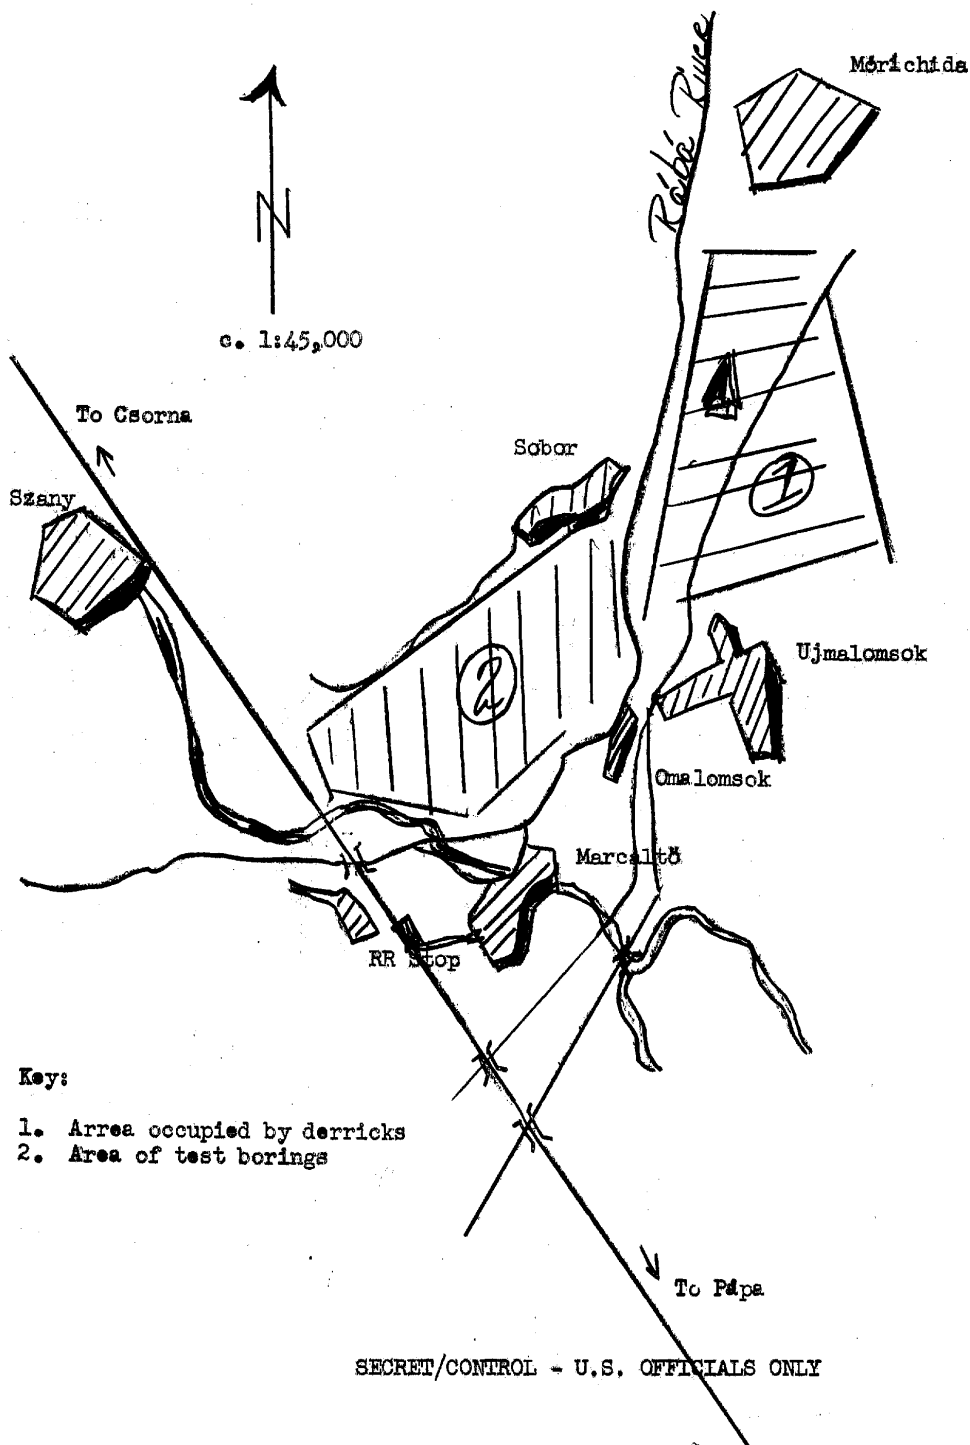 Mórichida
Rábá River
N
c. 1:45,000
To Csorna
Sobor
Szany
1
Ujmalomsok
2
Omalomsok
Marcaltő
RR Stop
Key:
1. Arrea occupied by derricks
2. Area of test borings
To Pápa
SECRET/CONTROL - U.S. OFFICIALS ONLY